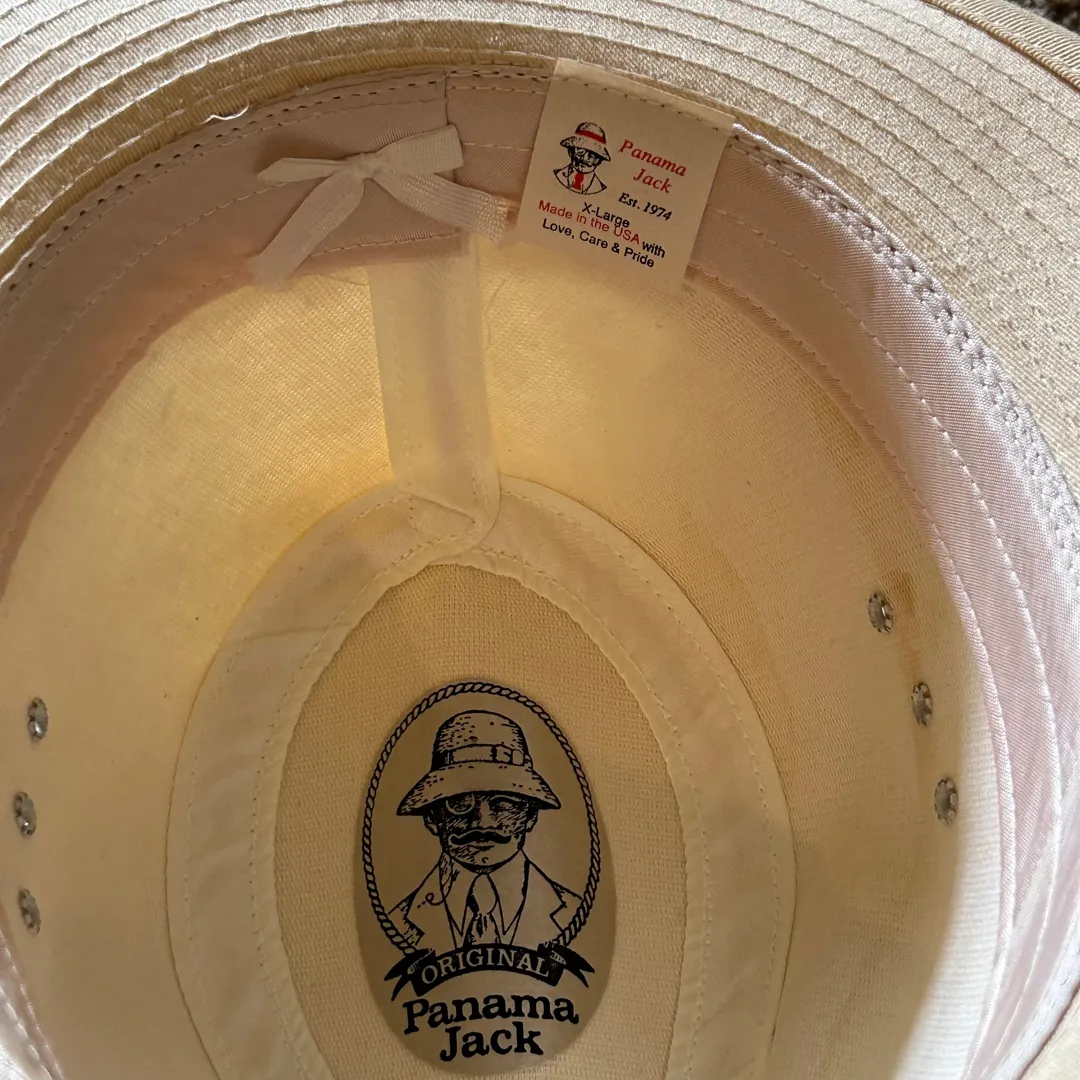 Panama
Jack
Est. 1974
X-Large
Made in the USA with
Love, Care & Pride
ORIGINAL
Panama
Jack